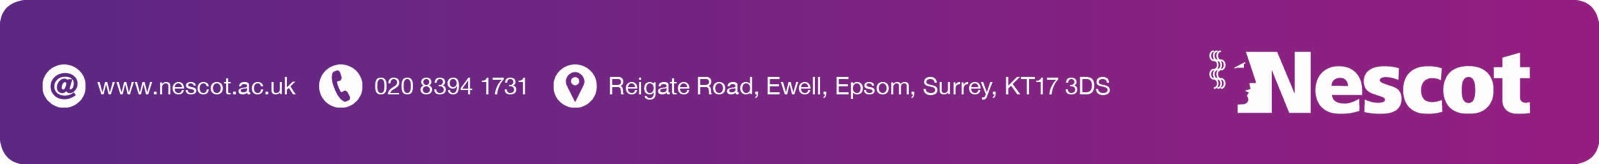 www.nescot.ac.uk 020 8394 1731 Reigate Road, Ewell, Epsom, Surrey, KT17 3DS Nescot